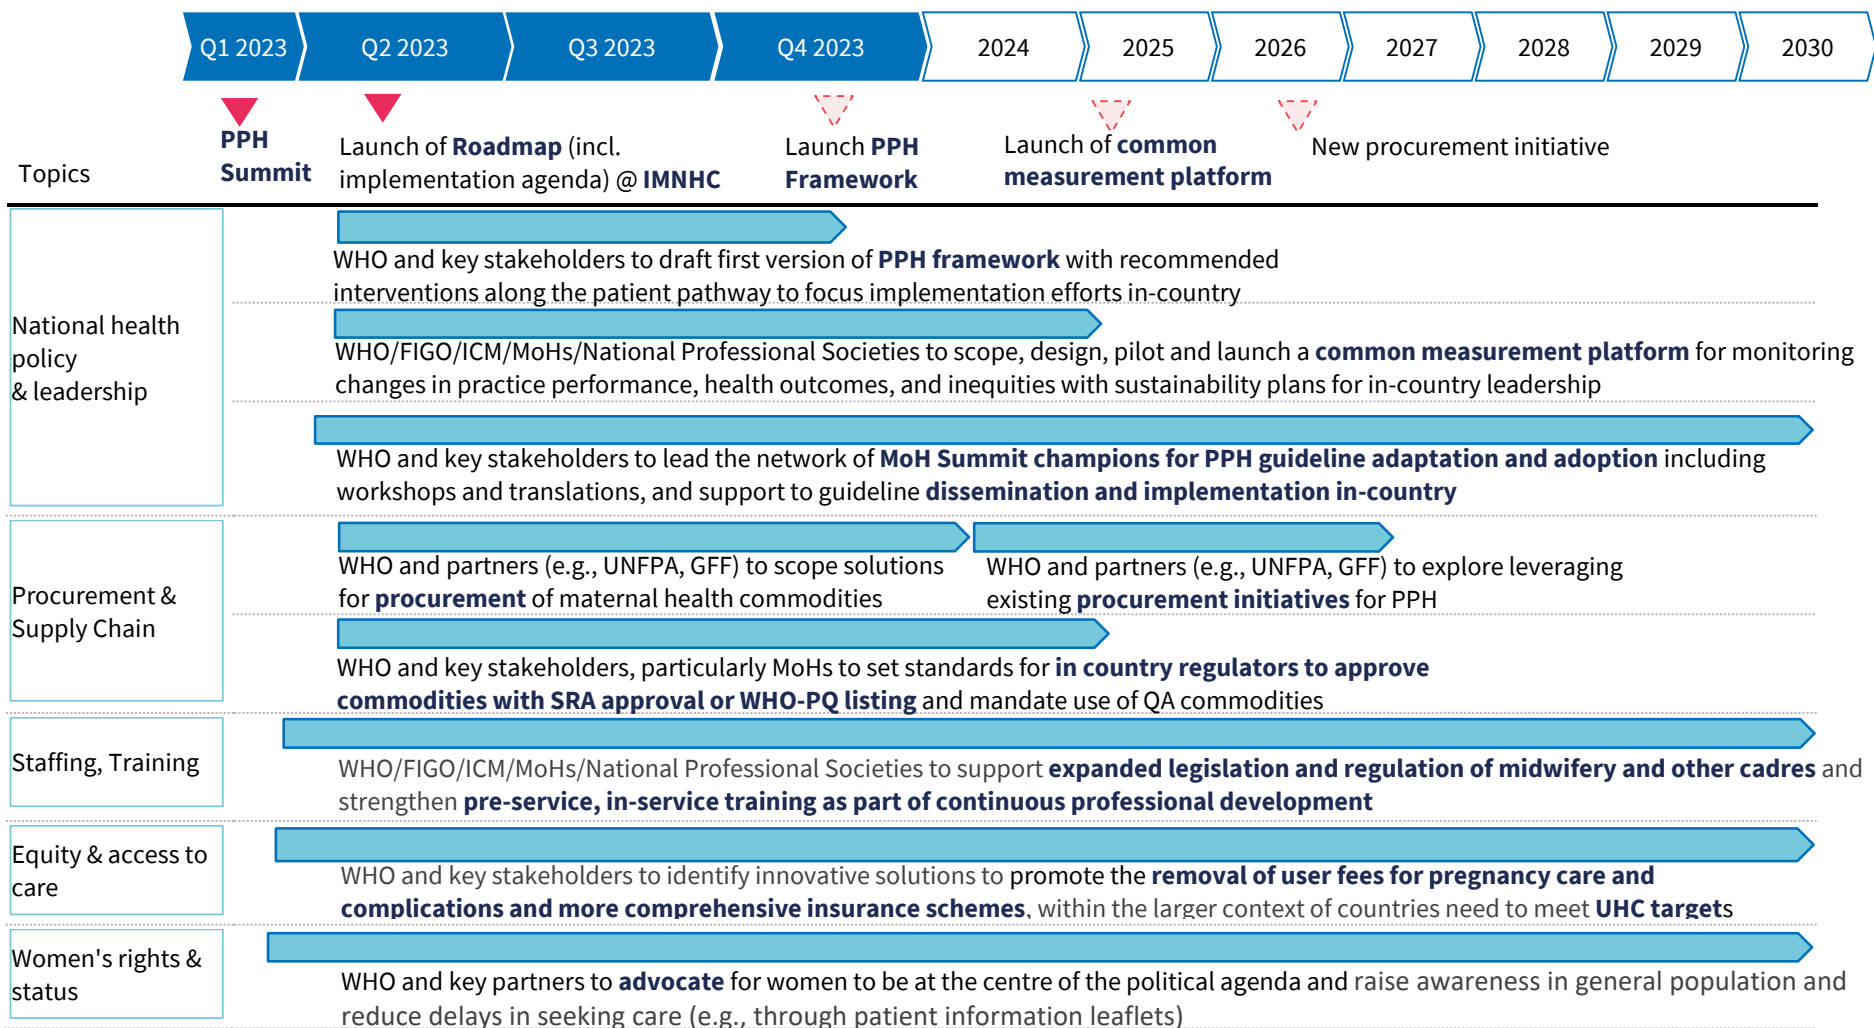 Q1 2023
Q2 2023
Q3 2023
Q4 2023
2024
2025
2026
2027
2028
2029
2030
Topics
PPH
Summit
Launch of Roadmap (incl.
implementation agenda) @ IMNHC
Launch PPH
Framework
Launch of common
measurement platform
New procurement initiative
National health
policy
& leadership
WHO and key stakeholders to draft first version of PPH framework with recommended
interventions along the patient pathway to focus implementation efforts in-country
WHO/FIGO/ICM/MoHs/National Professional Societies to scope, design, pilot and launch a common measurement platform for monitoring
changes in practice performance, health outcomes, and inequities with sustainability plans for in-country leadership
WHO and key stakeholders to lead the network of MoH Summit champions for PPH guideline adaptation and adoption including
workshops and translations, and support to guideline dissemination and implementation in-country
Procurement &
Supply Chain
WHO and partners (e.g., UNFPA, GFF) to scope solutions
for procurement of maternal health commodities
WHO and partners (e.g., UNFPA, GFF) to explore leveraging
existing procurement initiatives for PPH
WHO and key stakeholders, particularly MoHs to set standards for in country regulators to approve
commodities with SRA approval or WHO-PQ listing and mandate use of QA commodities
Staffing, Training
WHO/FIGO/ICM/MoHs/National Professional Societies to support expanded legislation and regulation of midwifery and other cadres and
strengthen pre-service, in-service training as part of continuous professional development
Equity & access to
care
WHO and key stakeholders to identify innovative solutions to promote the removal of user fees for pregnancy care and
complications and more comprehensive insurance schemes, within the larger context of countries need to meet UHC targets
Women's rights &
status
WHO and key partners to advocate for women to be at the centre of the political agenda and raise awareness in general population and
reduce delays in seeking care (e.g., through patient information leaflets)